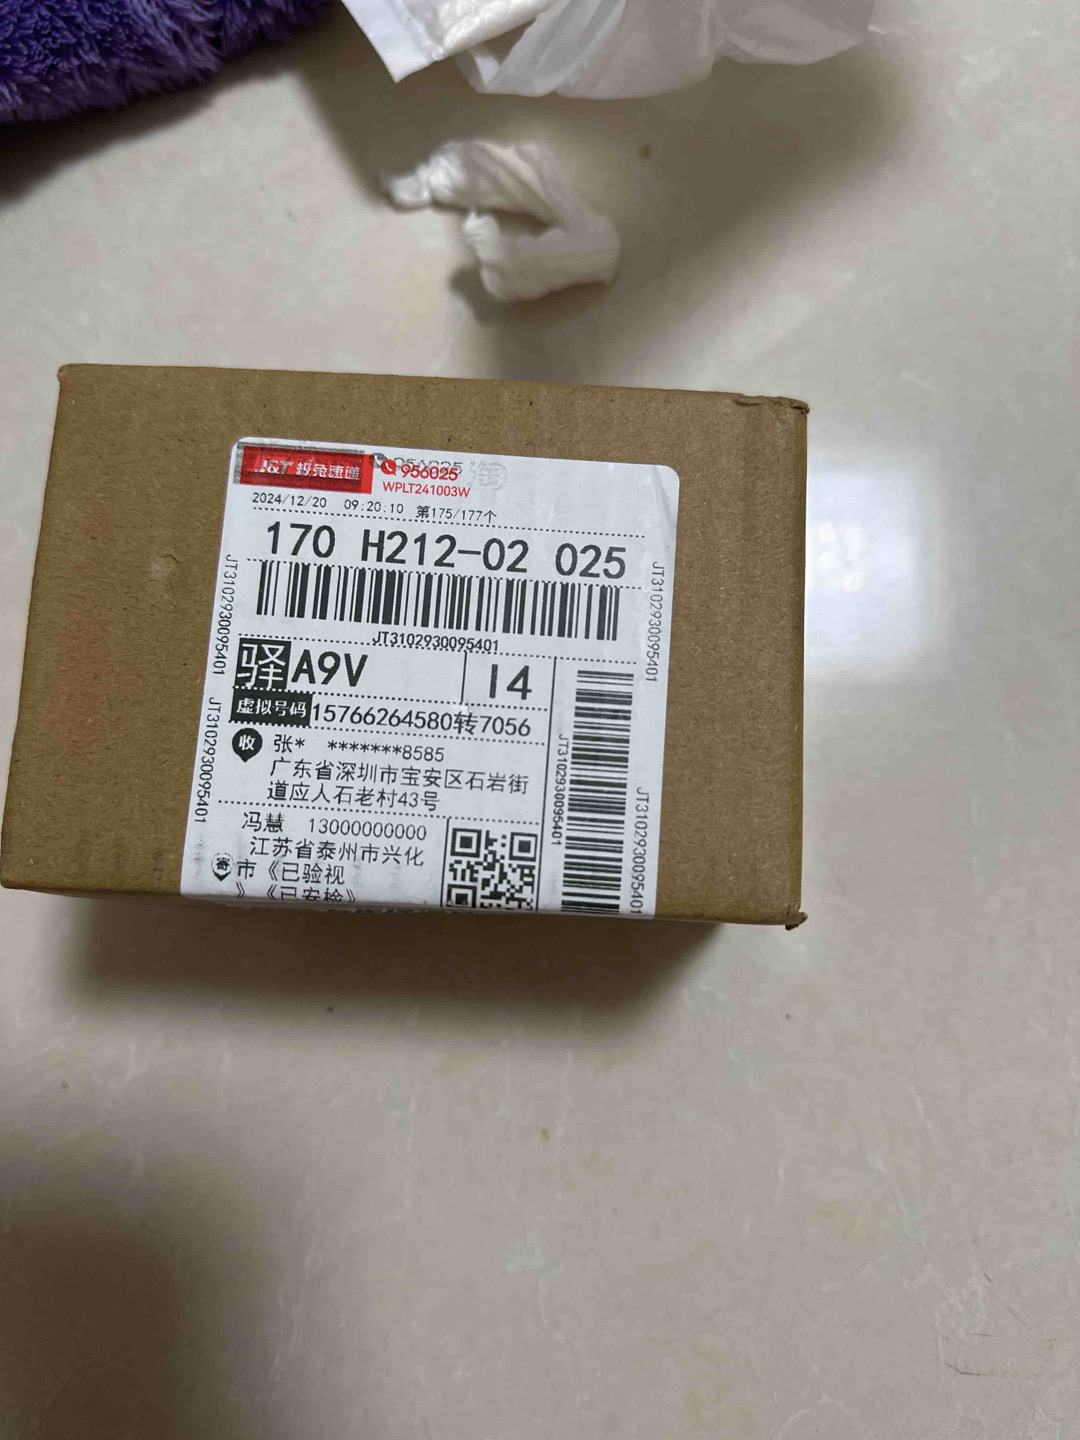 J&T 极兔速递 956025
WPLT241003W
2024/12/20 09:20:10 第175/177个
170 H212-02 025
JT3102930095401
驿 A9V 14
虚拟号码 15766264580转7056
收 张* *******8585
广东省深圳市宝安区石岩街
道应人石老村43号
冯慧 13000000000
江苏省泰州市兴化
寄 市《已验视
》《已安检》
JT3102930095401
JT3102930095401
JT3102930095401
JT3102930095401
JT3102930095401